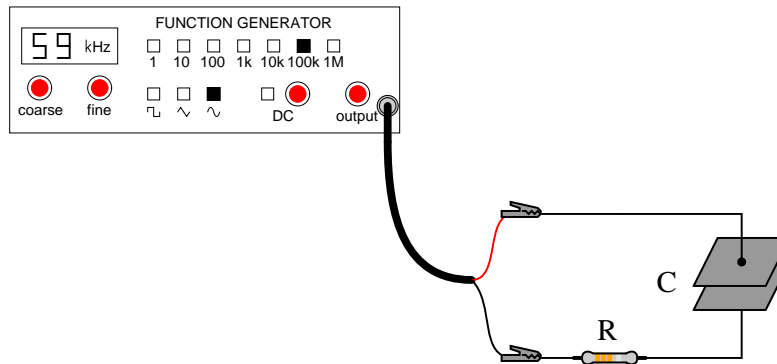 FUNCTION GENERATOR
59 kHz
1 10 100 1k 10k 100k 1M
coarse fine
DC output
C
R